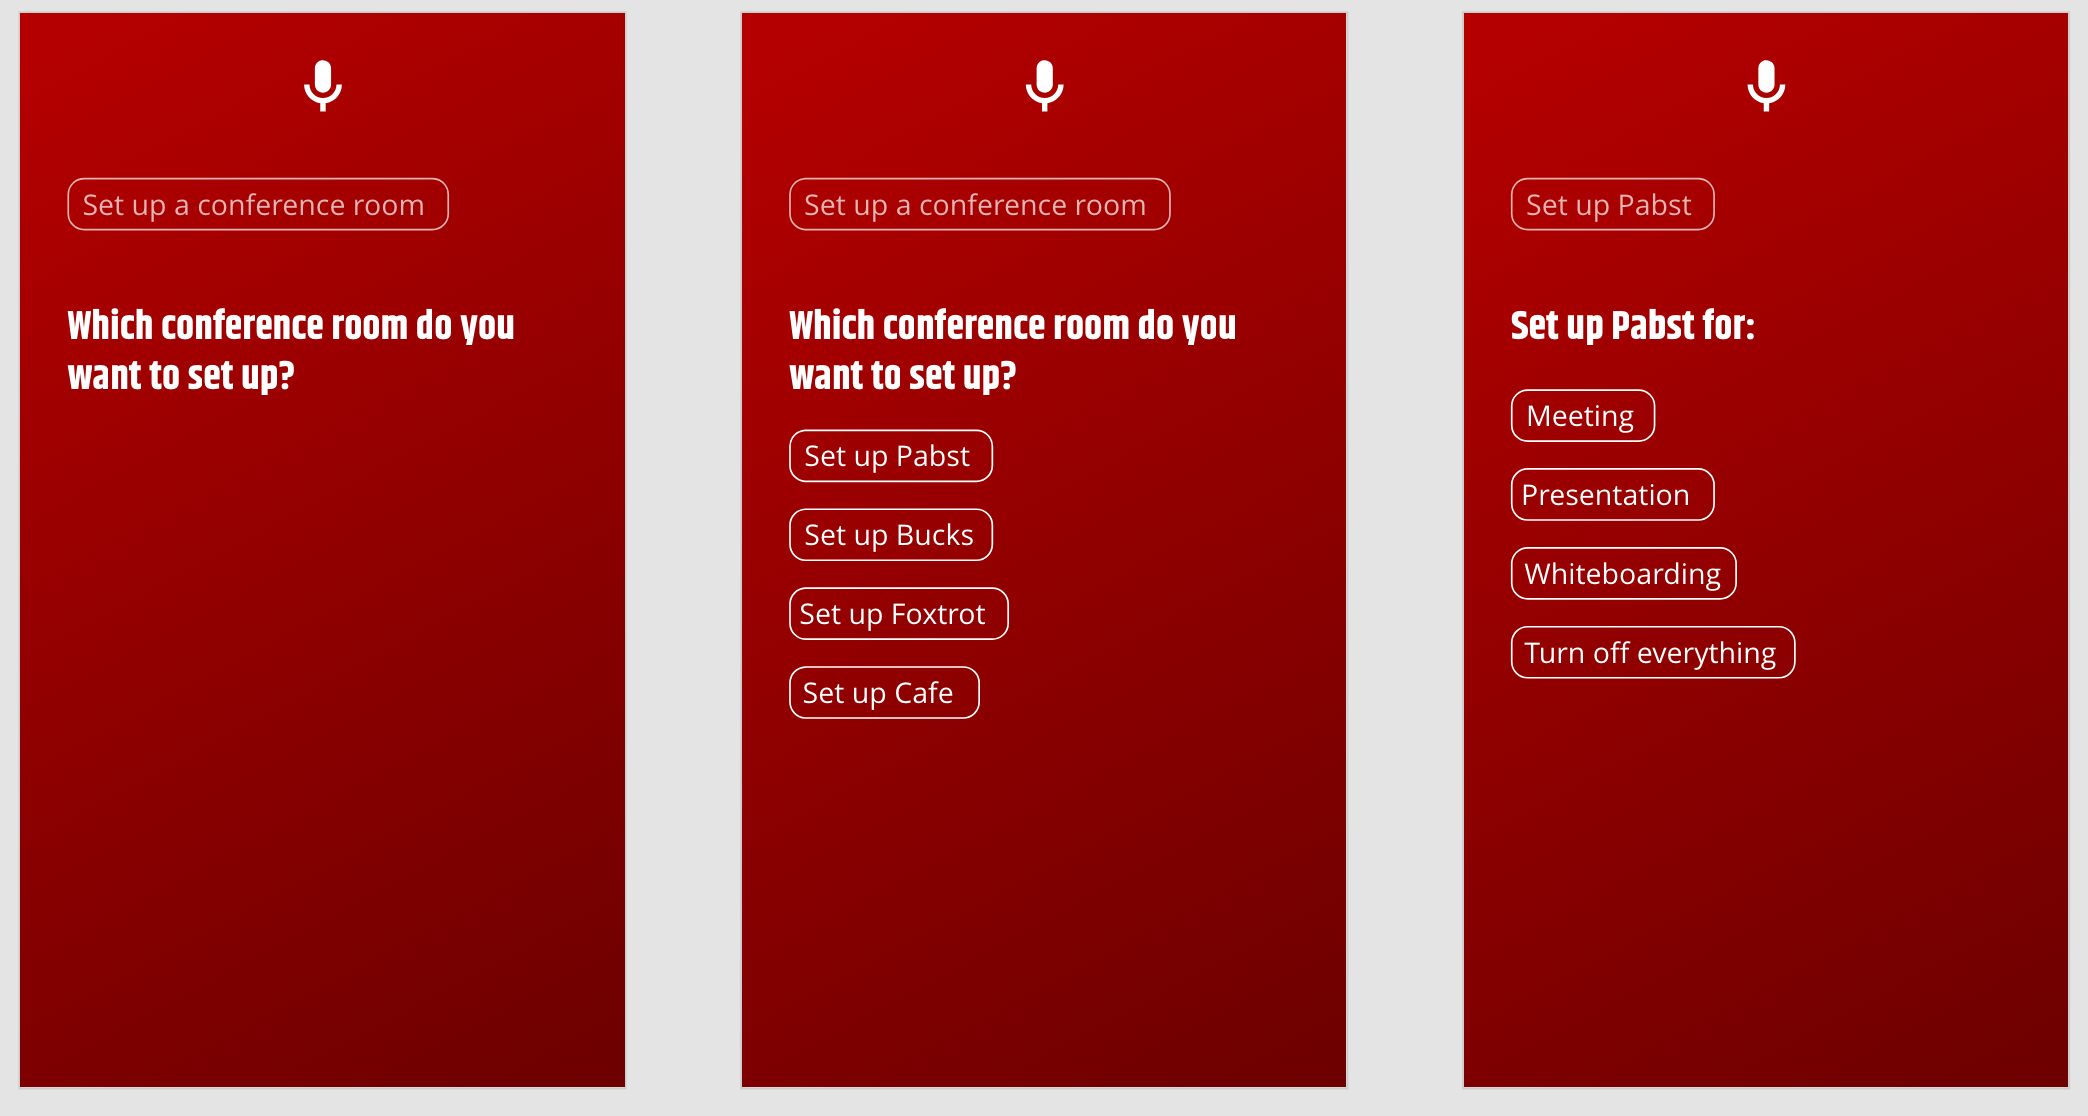 Set up a conference room
Which conference room do you
want to set up?
Set up a conference room
Which conference room do you
want to set up?
Set up Pabst
Set up Bucks
Set up Foxtrot
Set up Cafe
Set up Pabst
Set up Pabst for:
Meeting
Presentation
Whiteboarding
Turn off everything